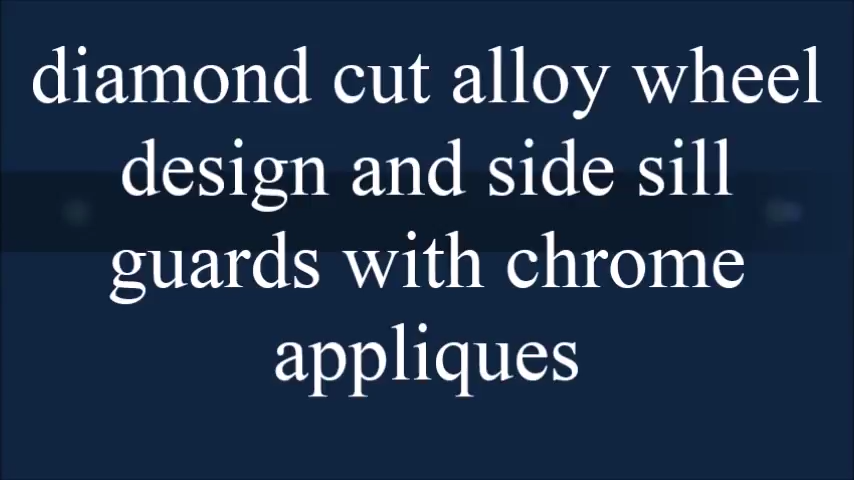 diamond cut alloy wheel
design and side sill
guards with chrome
appliques